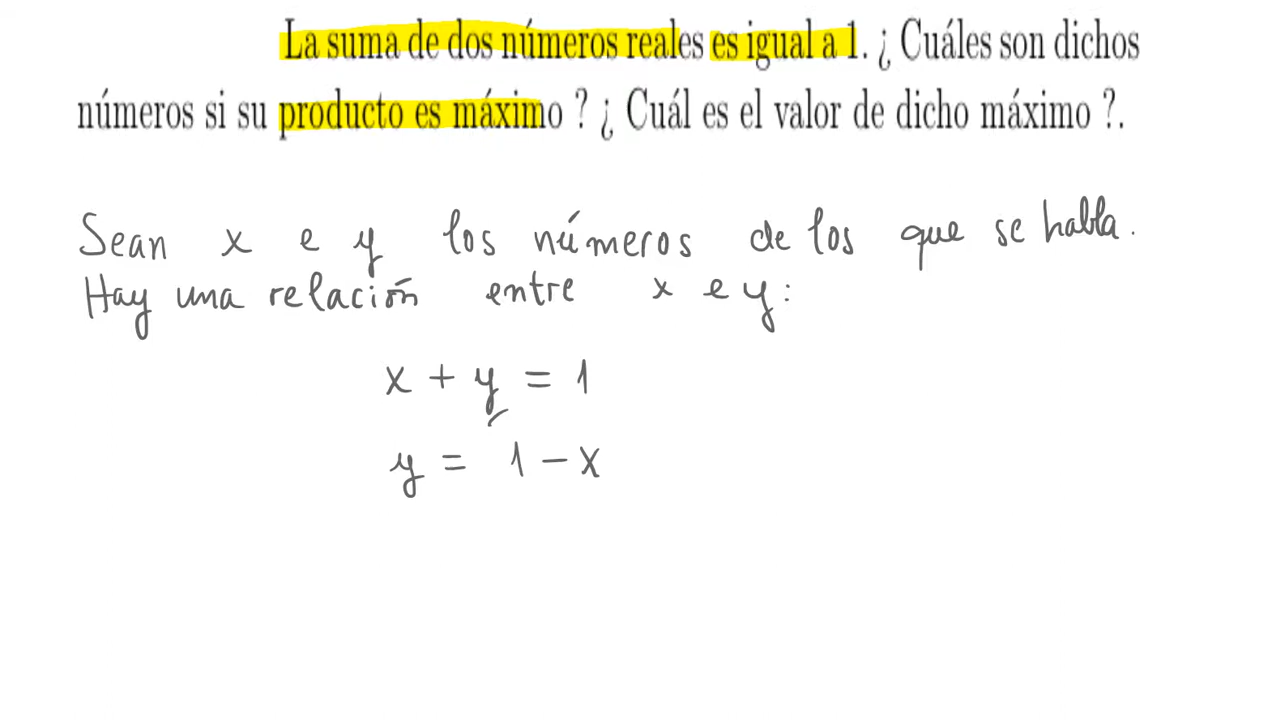 La suma de dos números reales es igual a 1. ¿ Cuáles son dichos
números si su producto es máximo ? ¿ Cuál es el valor de dicho máximo ?.
Sean x e y los números de los que se habla.
Hay una relación entre x e y:
x + y = 1
y = 1 - x